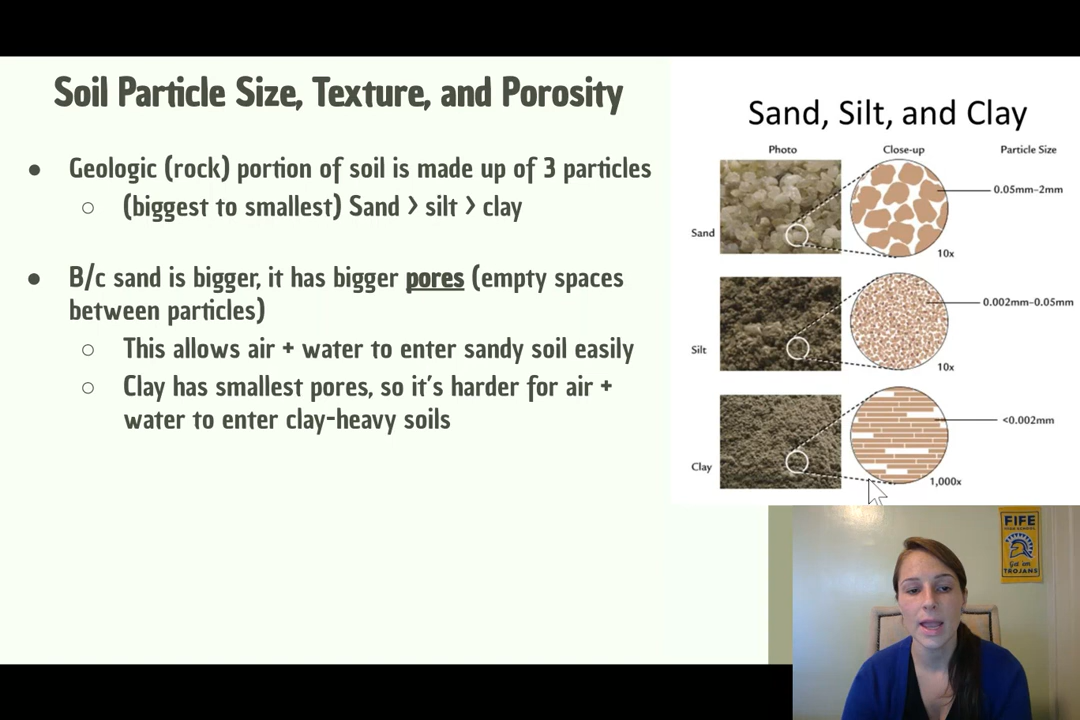 Soil Particle Size, Texture, and Porosity
● Geologic (rock) portion of soil is made up of 3 particles
○ (biggest to smallest) Sand > silt > clay
● B/c sand is bigger, it has bigger pores (empty spaces
between particles)
○ This allows air + water to enter sandy soil easily
○ Clay has smallest pores, so it's harder for air +
water to enter clay-heavy soils
Sand, Silt, and Clay
Photo Close-up Particle Size
Sand
0.05mm–2mm
10x
Silt
0.002mm–0.05mm
10x
Clay
<0.002mm
1,000x
FIFE
TROJANS